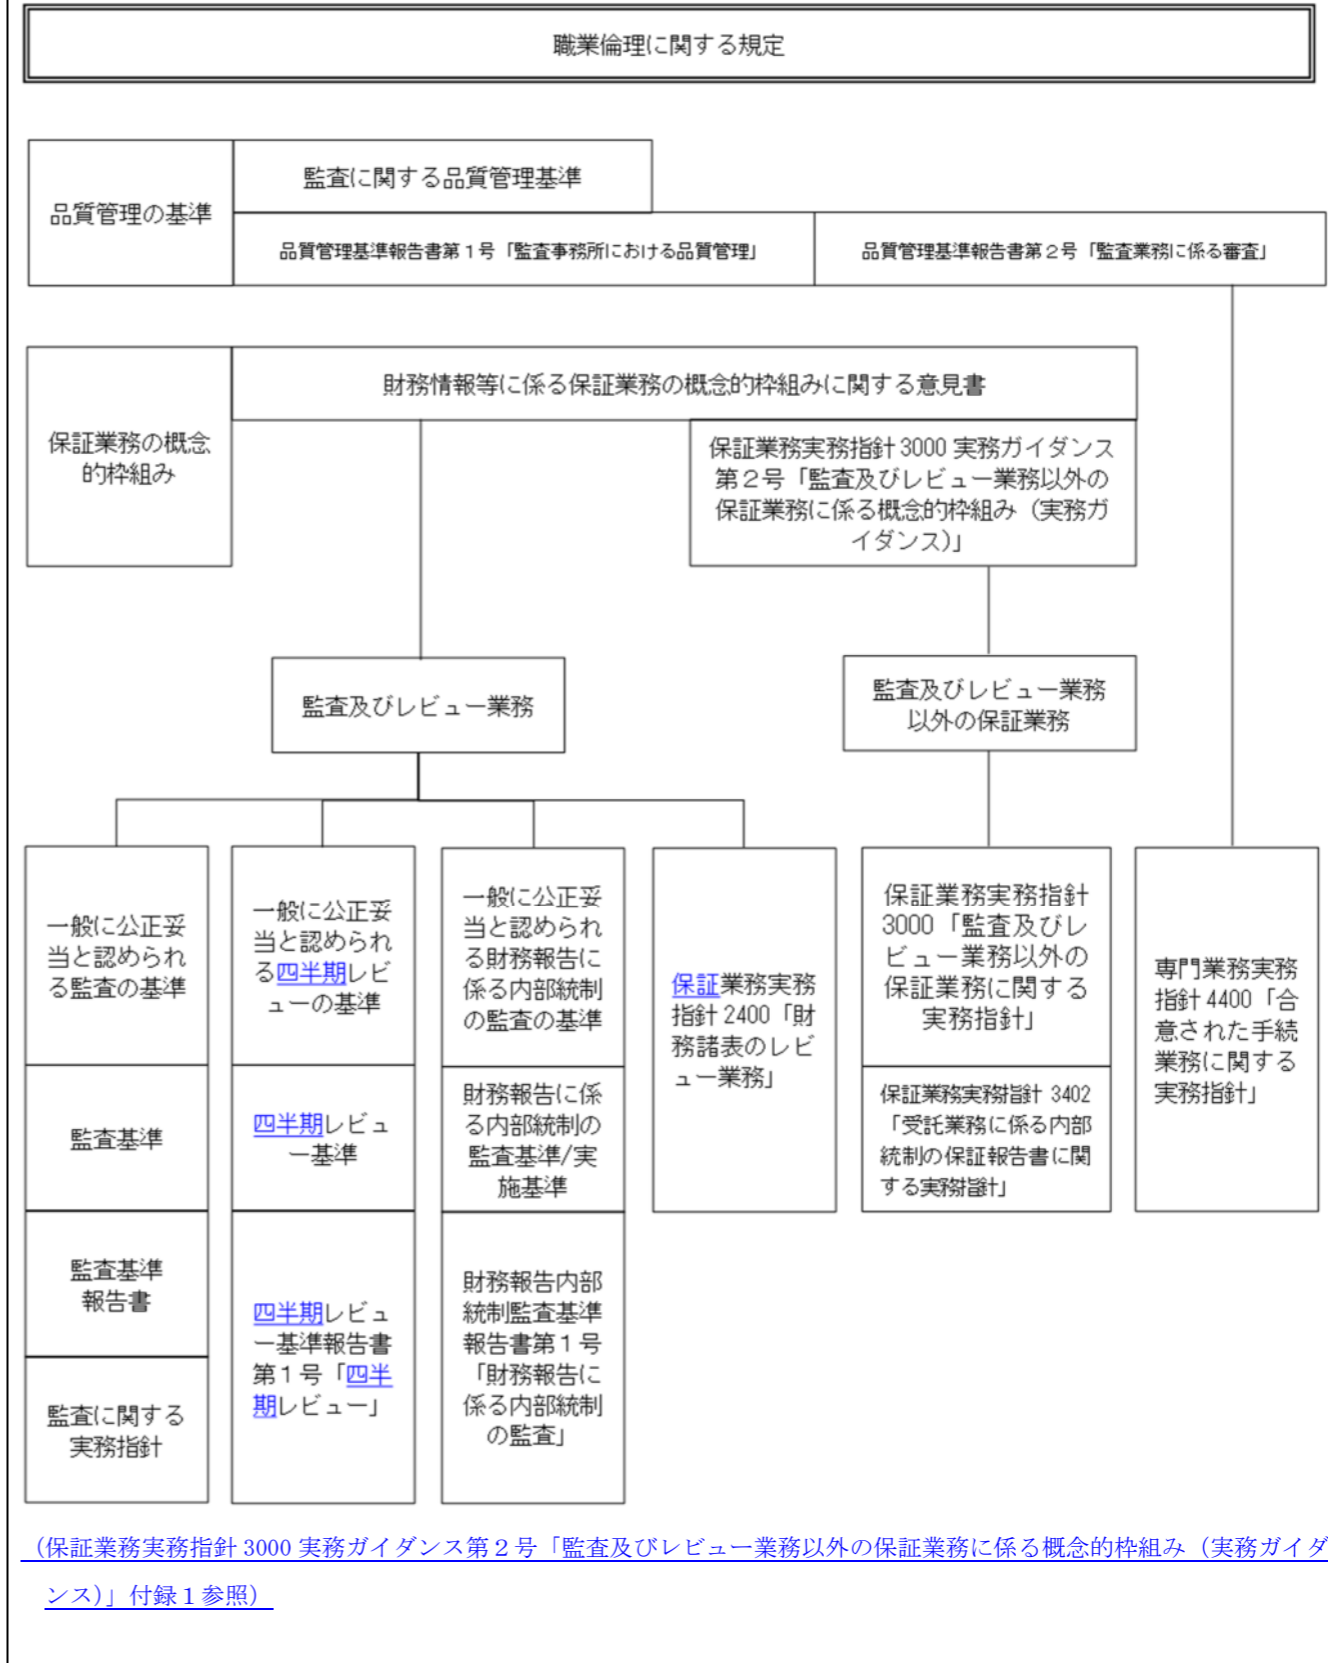 職業倫理に関する規定
品質管理の基準
監査に関する品質管理基準
品質管理基準報告書第１号「監査事務所における品質管理」
品質管理基準報告書第２号「監査業務に係る審査」
保証業務の概念
的枠組み
財務情報等に係る保証業務の概念的枠組みに関する意見書
保証業務実務指針 3000 実務ガイダンス
第２号「監査及びレビュー業務以外の
保証業務に係る概念的枠組み（実務ガ
イダンス）」
監査及びレビュー業務
監査及びレビュー業務
以外の保証業務
一般に公正妥
当と認められ
る監査の基準
監査基準
監査基準
報告書
監査に関する
実務指針
一般に公正妥
当と認められ
る四半期レビ
ューの基準
四半期レビュ
ー基準
四半期レビュ
ー基準報告書
第１号「四半
期レビュー」
一般に公正妥
当と認められ
る財務報告に
係る内部統制
の監査の基準
財務報告に係
る内部統制の
監査基準/実
施基準
財務報告内部
統制監査基準
報告書第１号
「財務報告に
係る内部統制
の監査」
保証業務実務
指針 2400「財
務諸表のレビ
ュー業務」
保証業務実務指針
3000「監査及びレ
ビュー業務以外の
保証業務に関する
実務指針」
保証業務実務指針 3402
「受託業務に係る内部
統制の保証報告書に関
する実務指針」
専門業務実務
指針 4400「合
意された手続
業務に関する
実務指針」
（保証業務実務指針 3000 実務ガイダンス第２号「監査及びレビュー業務以外の保証業務に係る概念的枠組み（実務ガイダ
ンス）」付録１参照）